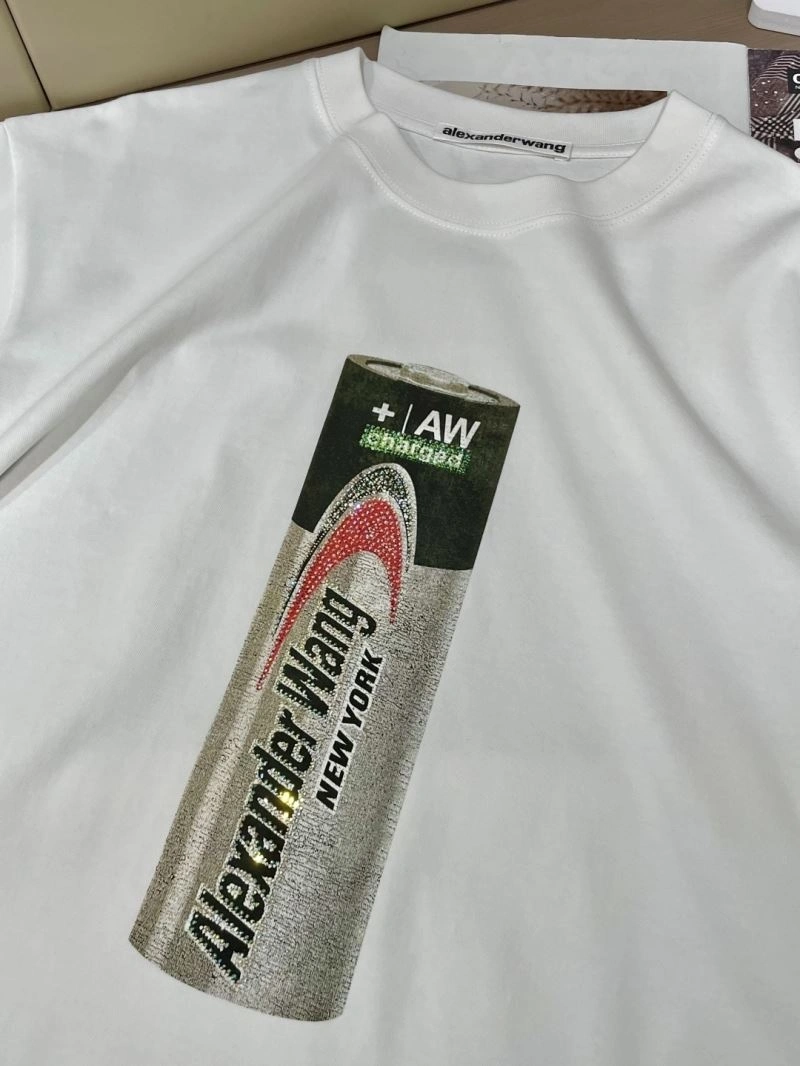 alexanderwang
+ | AW
charged
Alexander Wang
NEW YORK